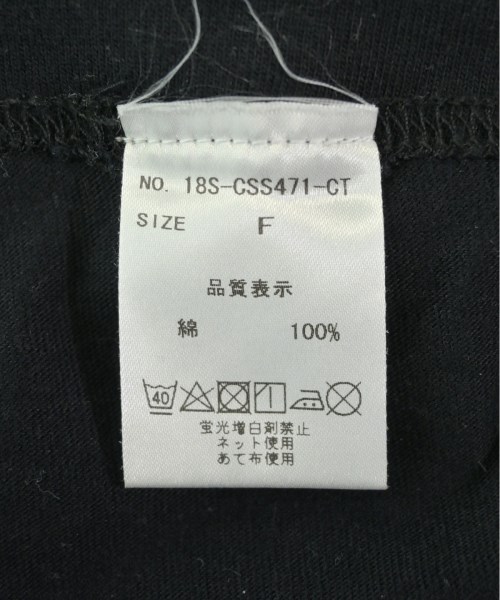 NO. 18S-CSS471-CT
SIZE F
品質表示
綿 100%
40
蛍光増白剤禁止
ネット使用
あて布使用